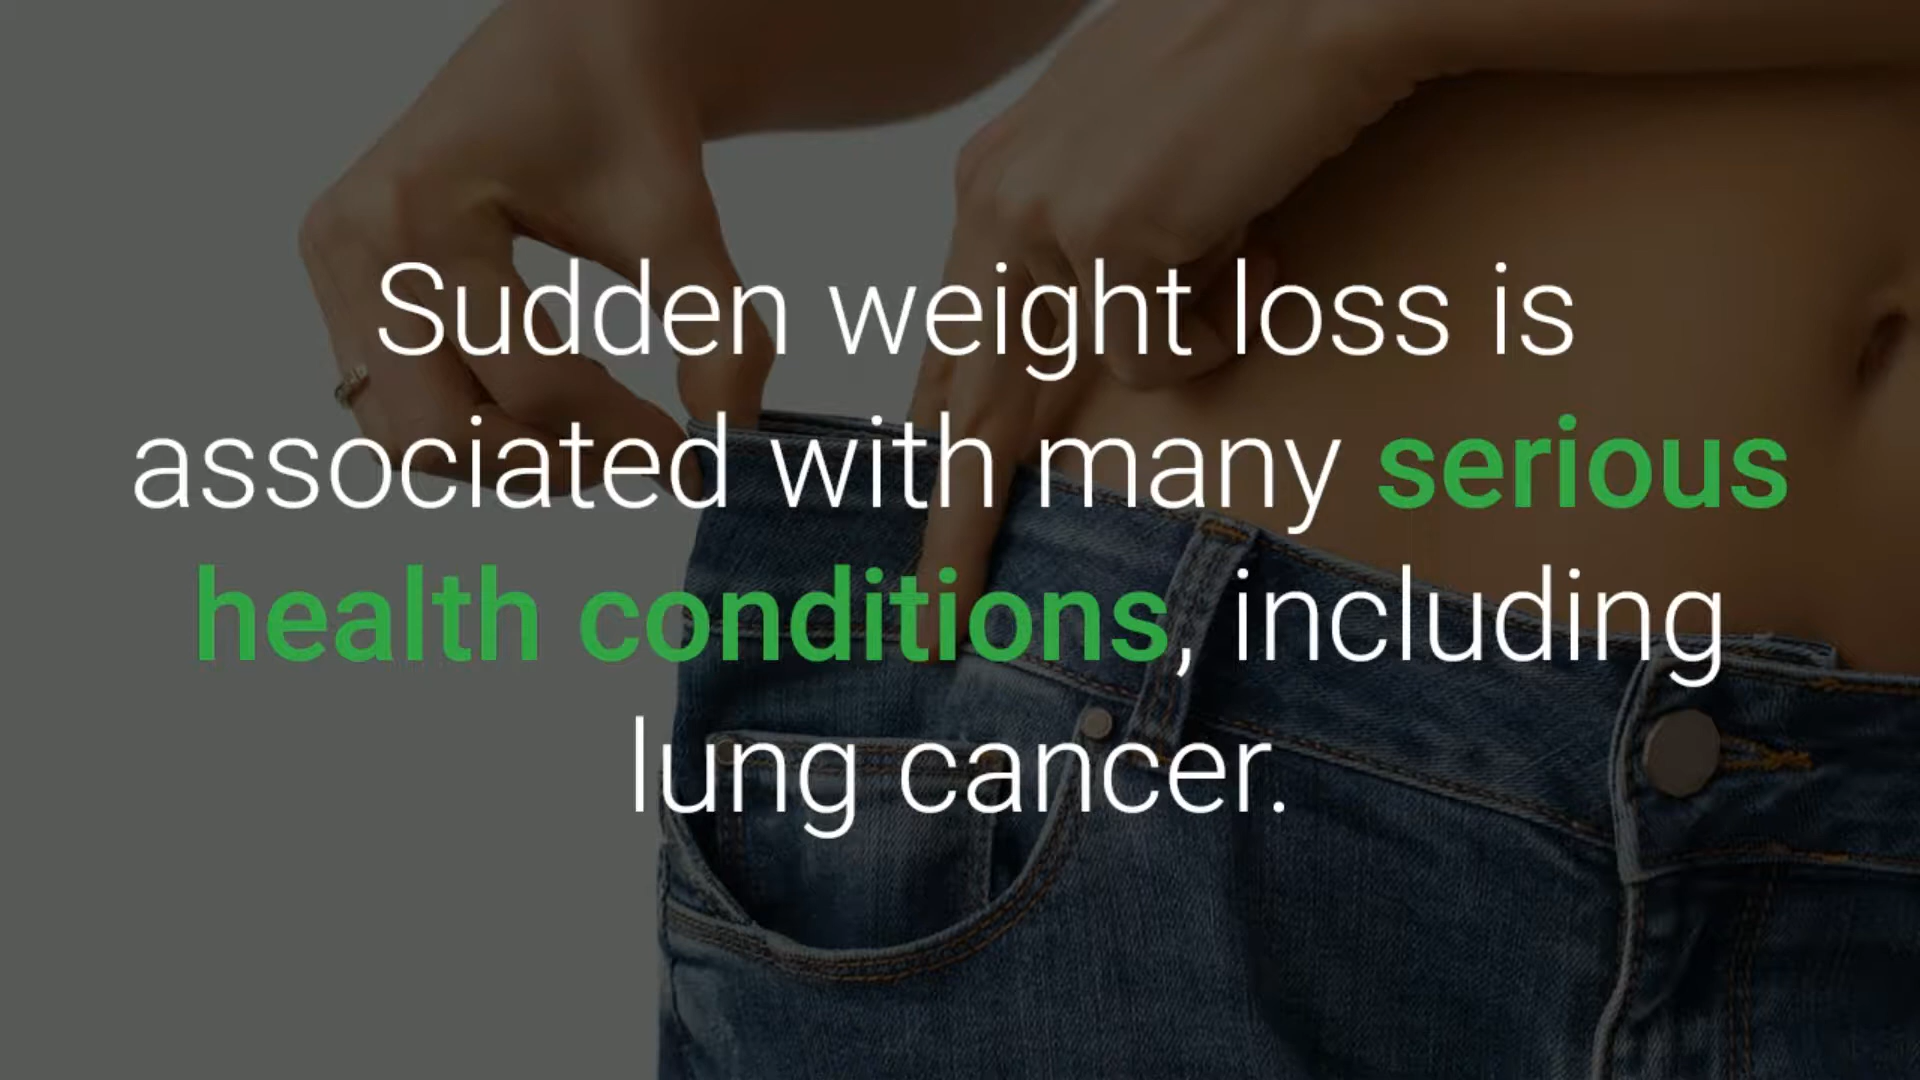 Sudden weight loss is
associated with many serious
health conditions, including
lung cancer.